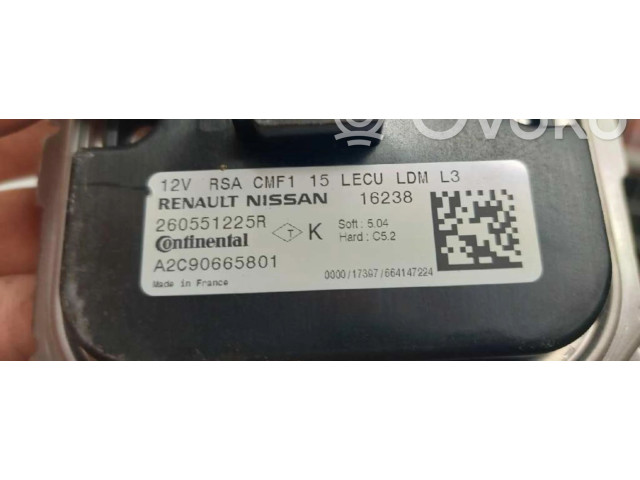 12V RSA CMF1 15 LECU LDM L3
RENAULT NISSAN 16238
260551225R Soft : 5.04
Continental T K Hard : C5.2
A2C90665801 0000/17397/664147224
Made in France